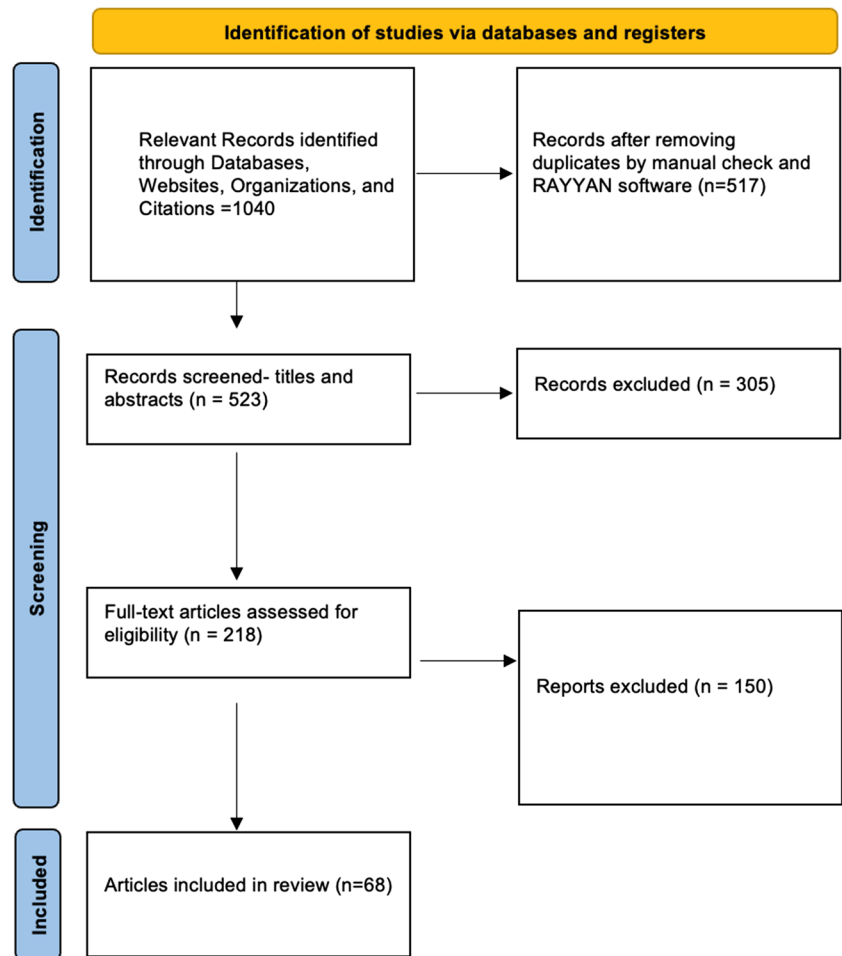 Identification of studies via databases and registers
Identification
Relevant Records identified
through Databases,
Websites, Organizations, and
Citations =1040
Records after removing
duplicates by manual check and
RAYYAN software (n=517)
Screening
Records screened- titles and
abstracts (n = 523)
Records excluded (n = 305)
Full-text articles assessed for
eligibility (n = 218)
Reports excluded (n = 150)
Included
Articles included in review (n=68)